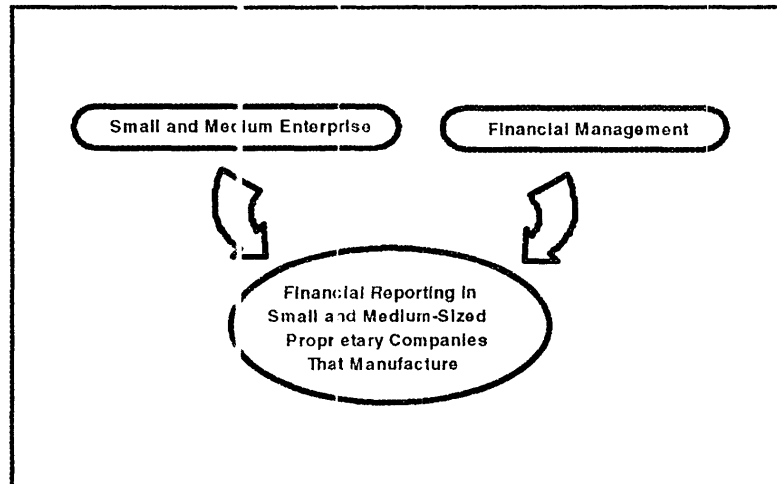 Small and Medium Enterprise
Financial Management
Financial Reporting in
Small and Medium-Sized
Proprietary Companies
That Manufacture